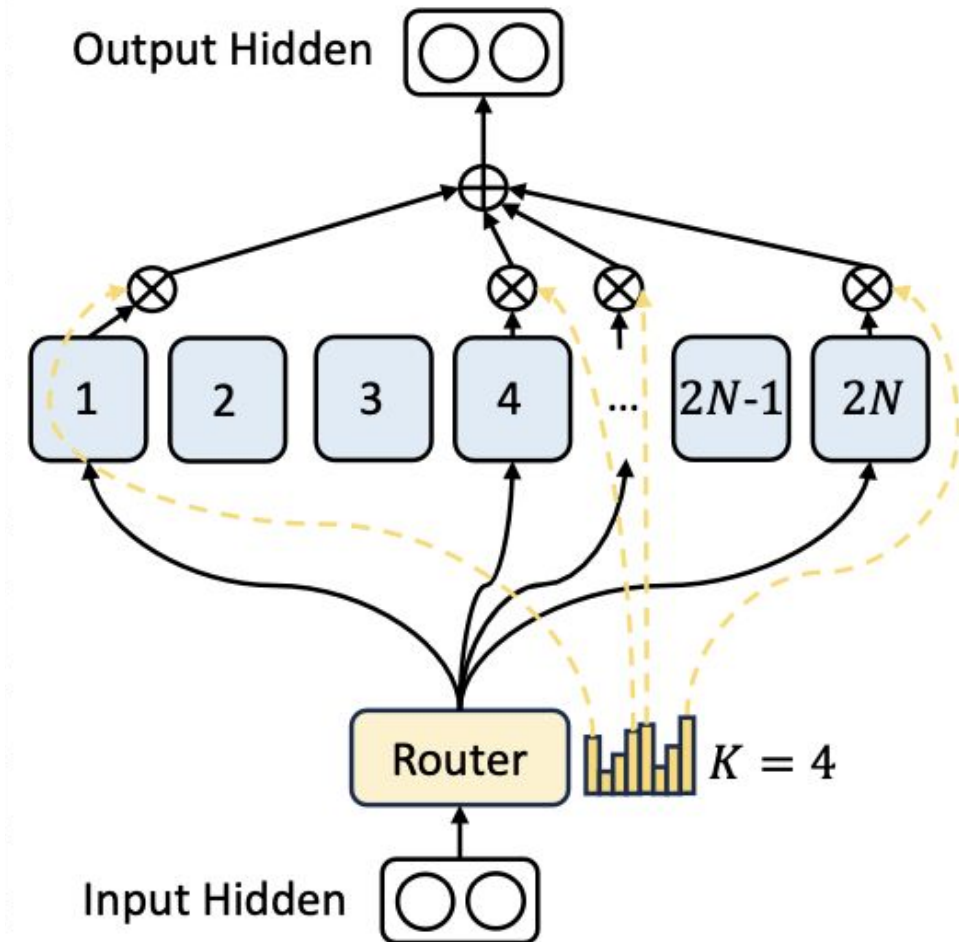 Output Hidden
1 2 3 4 ... 2N-1 2N
Router
K = 4
Input Hidden